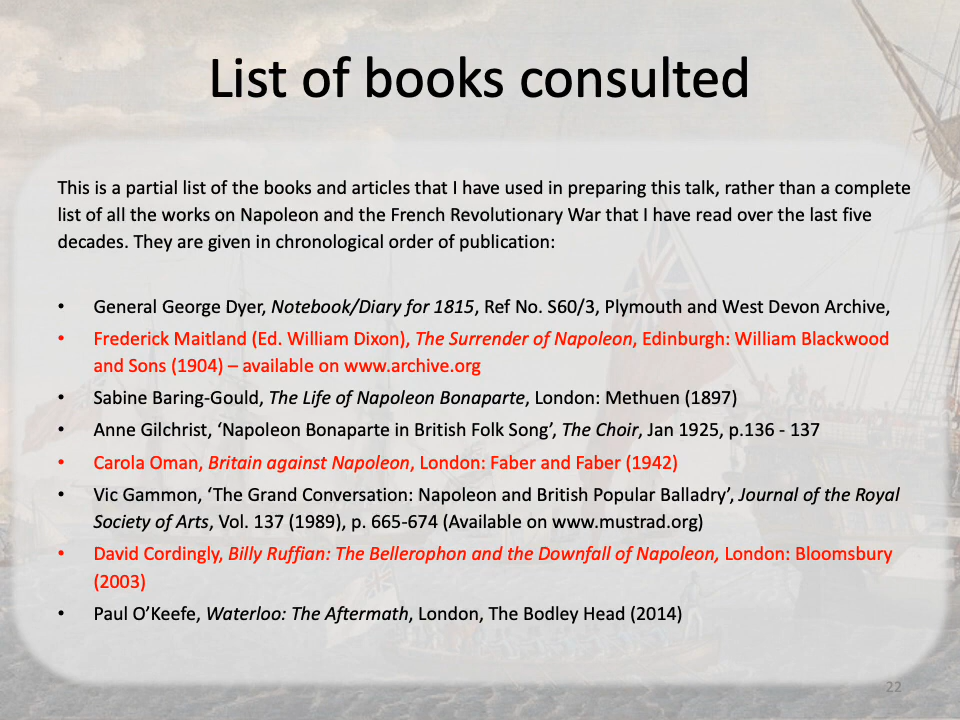 List of books consulted
This is a partial list of the books and articles that I have used in preparing this talk, rather than a complete
list of all the works on Napoleon and the French Revolutionary War that I have read over the last five
decades. They are given in chronological order of publication:
• General George Dyer, Notebook/Diary for 1815, Ref No. S60/3, Plymouth and West Devon Archive,
• Frederick Maitland (Ed. William Dixon), The Surrender of Napoleon, Edinburgh: William Blackwood
and Sons (1904) – available on www.archive.org
• Sabine Baring-Gould, The Life of Napoleon Bonaparte, London: Methuen (1897)
• Anne Gilchrist, ‘Napoleon Bonaparte in British Folk Song’, The Choir, Jan 1925, p.136 - 137
• Carola Oman, Britain against Napoleon, London: Faber and Faber (1942)
• Vic Gammon, ‘The Grand Conversation: Napoleon and British Popular Balladry’, Journal of the Royal
Society of Arts, Vol. 137 (1989), p. 665-674 (Available on www.mustrad.org)
• David Cordingly, Billy Ruffian: The Bellerophon and the Downfall of Napoleon, London: Bloomsbury
(2003)
• Paul O’Keefe, Waterloo: The Aftermath, London, The Bodley Head (2014)
22